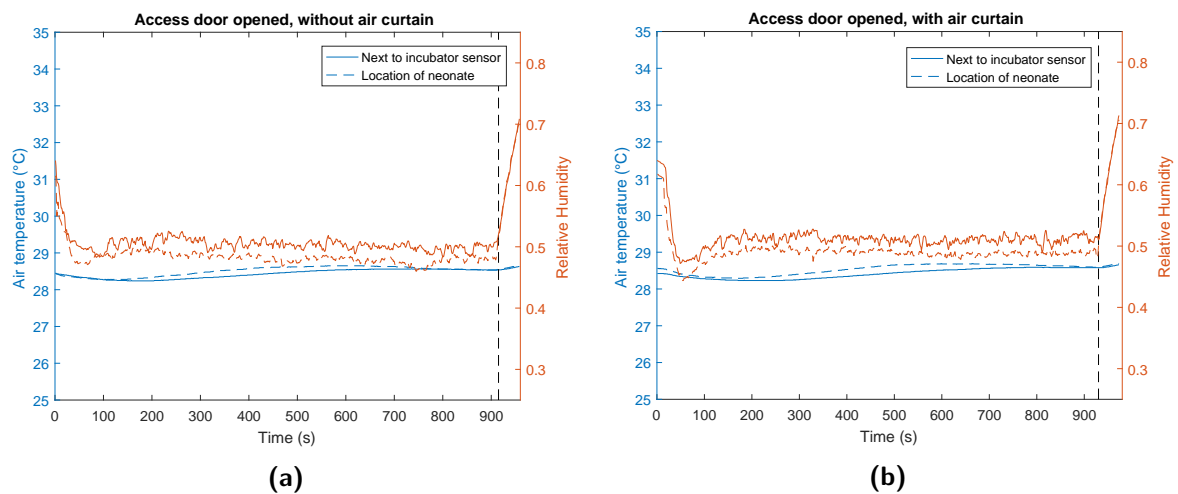 Access door opened, without air curtain
35
34
33
32
31
30
29
28
27
26
25
Air temperature (°C)
Next to incubator sensor
Location of neonate
0.8
0.7
0.6
0.5
0.4
0.3
Relative Humidity
0 100 200 300 400 500 600 700 800 900
Time (s)
(a)
Access door opened, with air curtain
35
34
33
32
31
30
29
28
27
26
25
Air temperature (°C)
Next to incubator sensor
Location of neonate
0.8
0.7
0.6
0.5
0.4
0.3
Relative Humidity
0 100 200 300 400 500 600 700 800 900
Time (s)
(b)